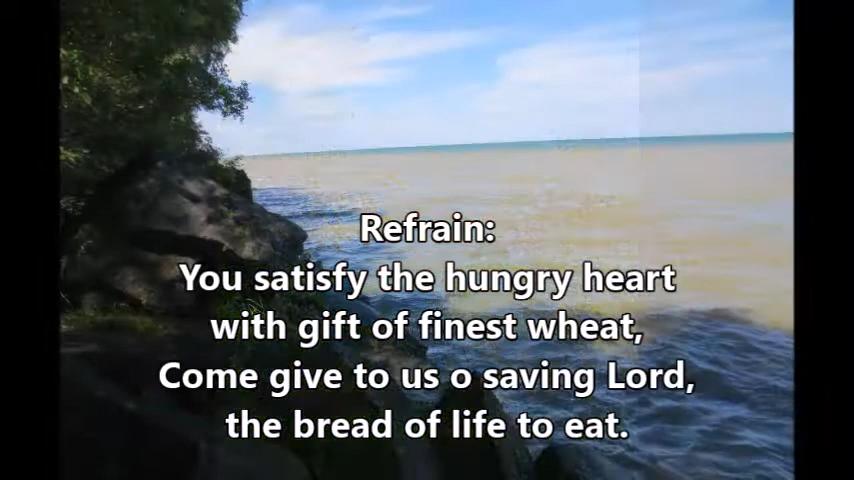 Refrain:
You satisfy the hungry heart
with gift of finest wheat,
Come give to us o saving Lord,
the bread of life to eat.